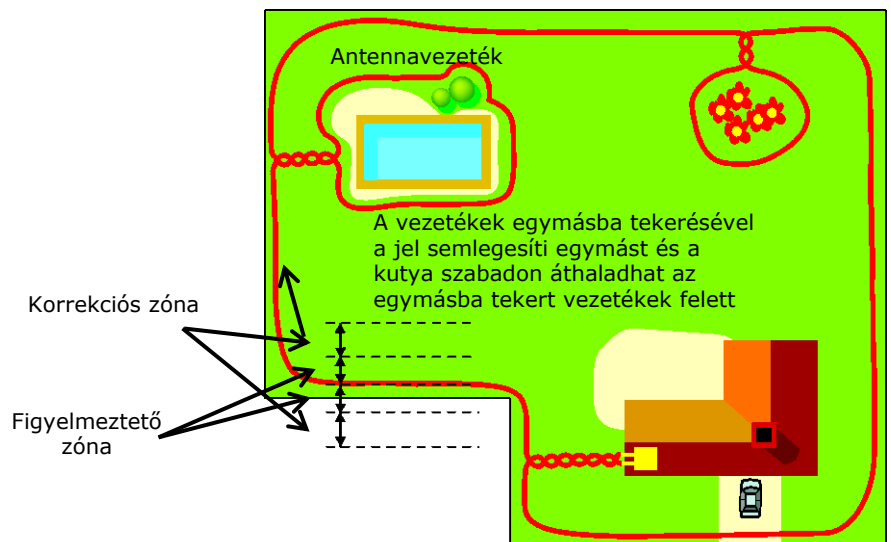 Antennavezeték
A vezetékek egymásba tekerésével
a jel semlegesíti egymást és a
kutya szabadon áthaladhat az
egymásba tekert vezetékek felett
Korrekciós zóna
Figyelmeztető
zóna